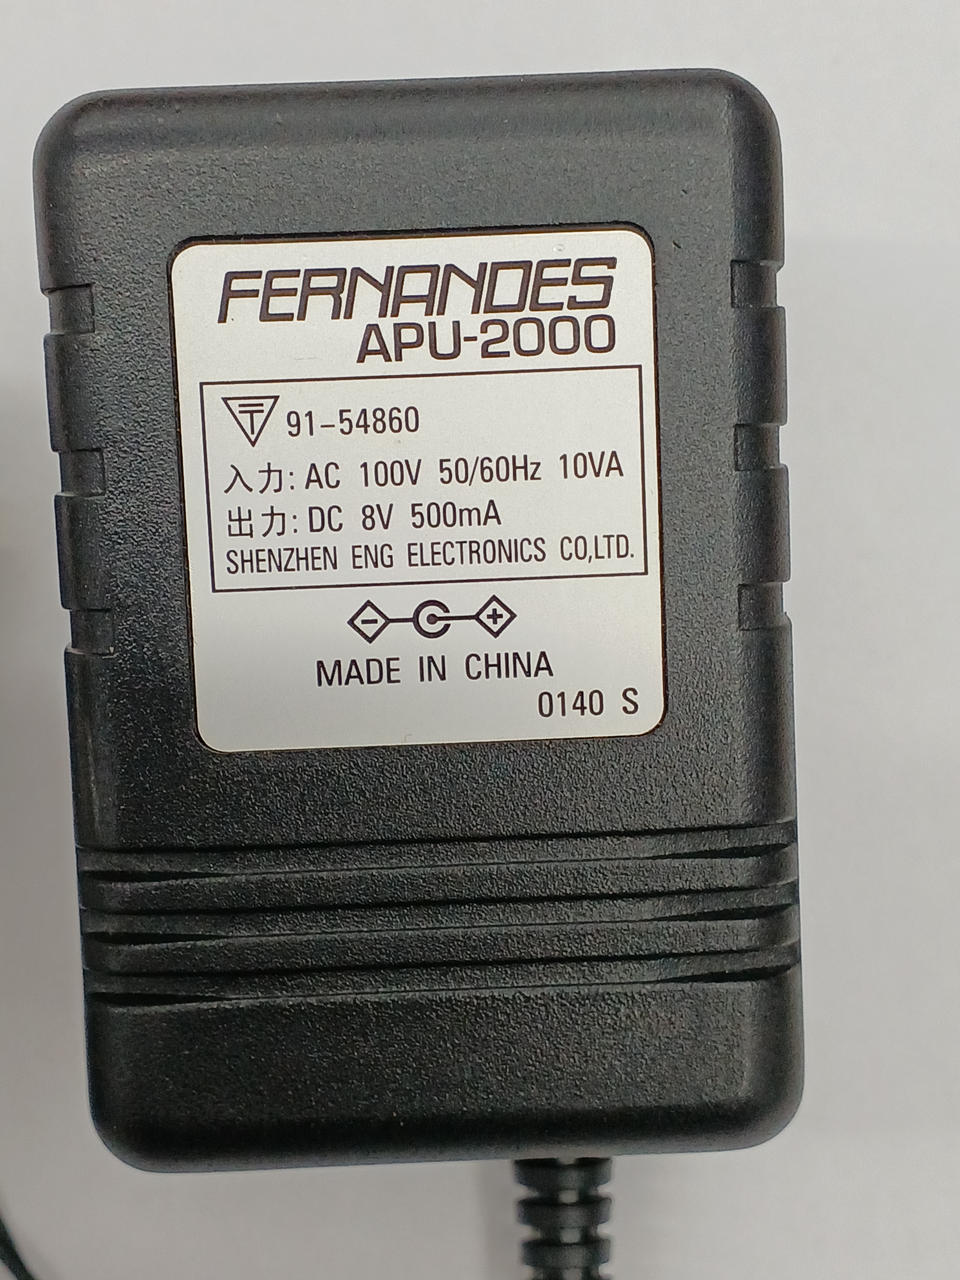 FERNANDES
APU-2000
91-54860
入力: AC 100V 50/60Hz 10VA
出力: DC 8V 500mA
SHENZHEN ENG ELECTRONICS CO,LTD.
MADE IN CHINA
0140 S